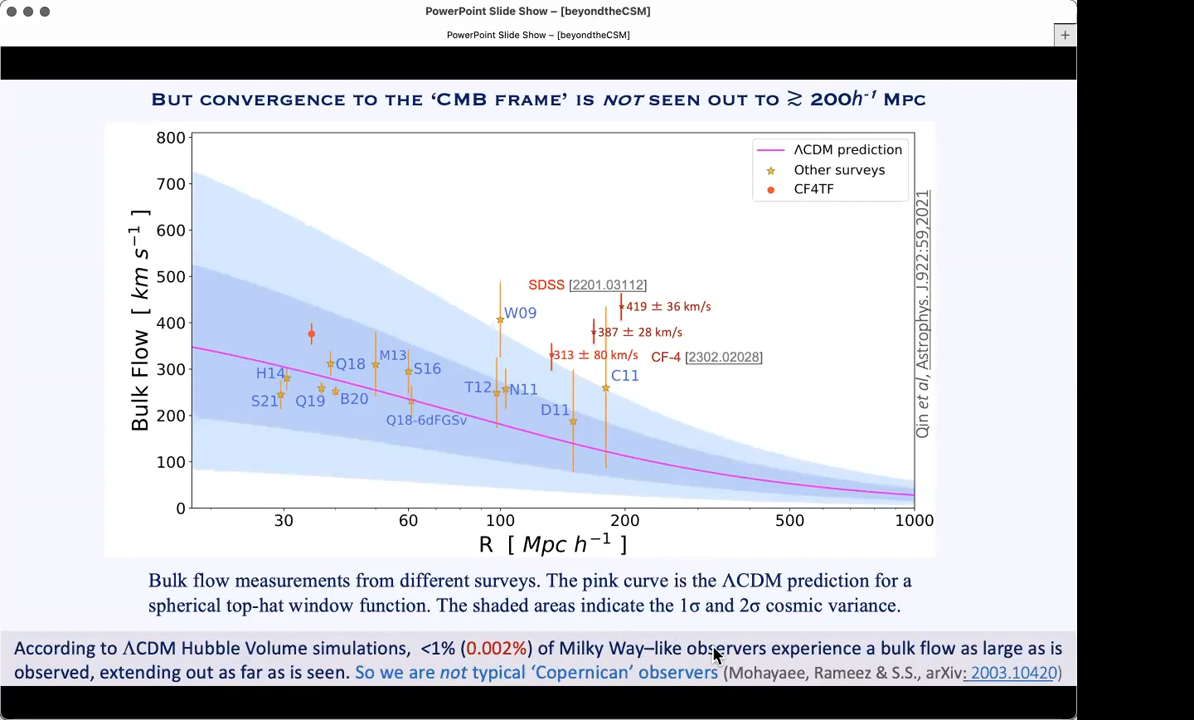 PowerPoint Slide Show – [beyondtheCSM]
PowerPoint Slide Show – [beyondtheCSM]
+
BUT CONVERGENCE TO THE ‘CMB FRAME’ IS NOT SEEN OUT TO ≳ 200h⁻¹ MPC
800
700
600
500
400
300
200
100
0
Bulk Flow [ km s⁻¹ ]
ΛCDM prediction
Other surveys
CF4TF
SDSS [2201.03112]
419 ± 36 km/s
W09
387 ± 28 km/s
313 ± 80 km/s CF-4 [2302.02028]
M13
Q18
S16
H14
C11
T12
N11
S21
Q19
B20
D11
Q18-6dFGSv
Qin et al, Astrophys. J.922:59,2021
30 60 100 200 500 1000
R [ Mpc h⁻¹ ]
Bulk flow measurements from different surveys. The pink curve is the ΛCDM prediction for a
spherical top-hat window function. The shaded areas indicate the 1σ and 2σ cosmic variance.
According to ΛCDM Hubble Volume simulations, <1% (0.002%) of Milky Way–like observers experience a bulk flow as large as is
observed, extending out as far as is seen. So we are not typical ‘Copernican’ observers (Mohayaee, Rameez & S.S., arXiv: 2003.10420)